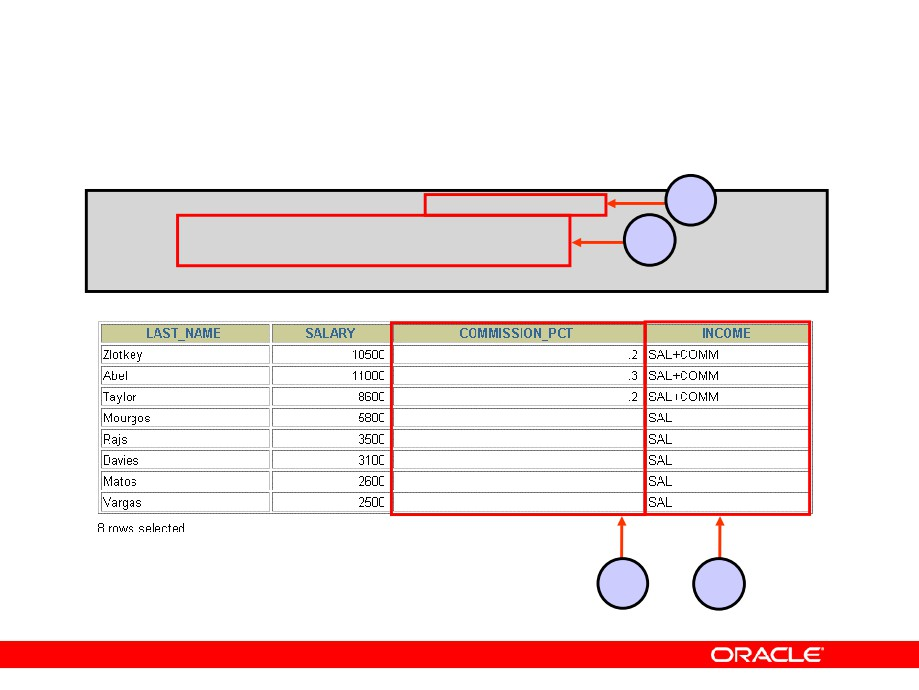 LAST_NAME SALARY COMMISSION_PCT INCOME
Zlotkey 10500 .2 SAL+COMM
Abel 11000 .3 SAL+COMM
Taylor 8600 .2 SAL+COMM
Mourgos 5800 SAL
Rajs 3500 SAL
Davies 3100 SAL
Matos 2600 SAL
Vargas 2500 SAL
8 rows selected
ORACLE